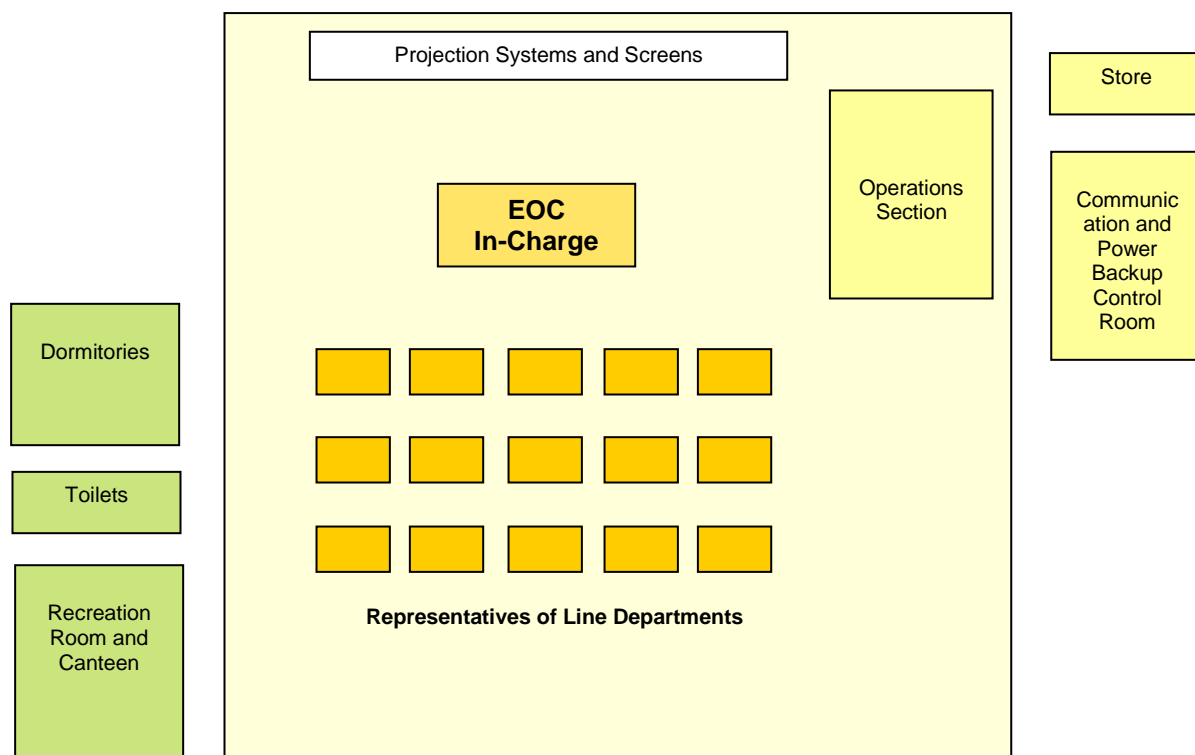 Projection Systems and Screens
Store
Operations
Section
EOC
In-Charge
Communic
ation and
Power
Backup
Control
Room
Dormitories
Toilets
Recreation
Room and
Canteen
Representatives of Line Departments